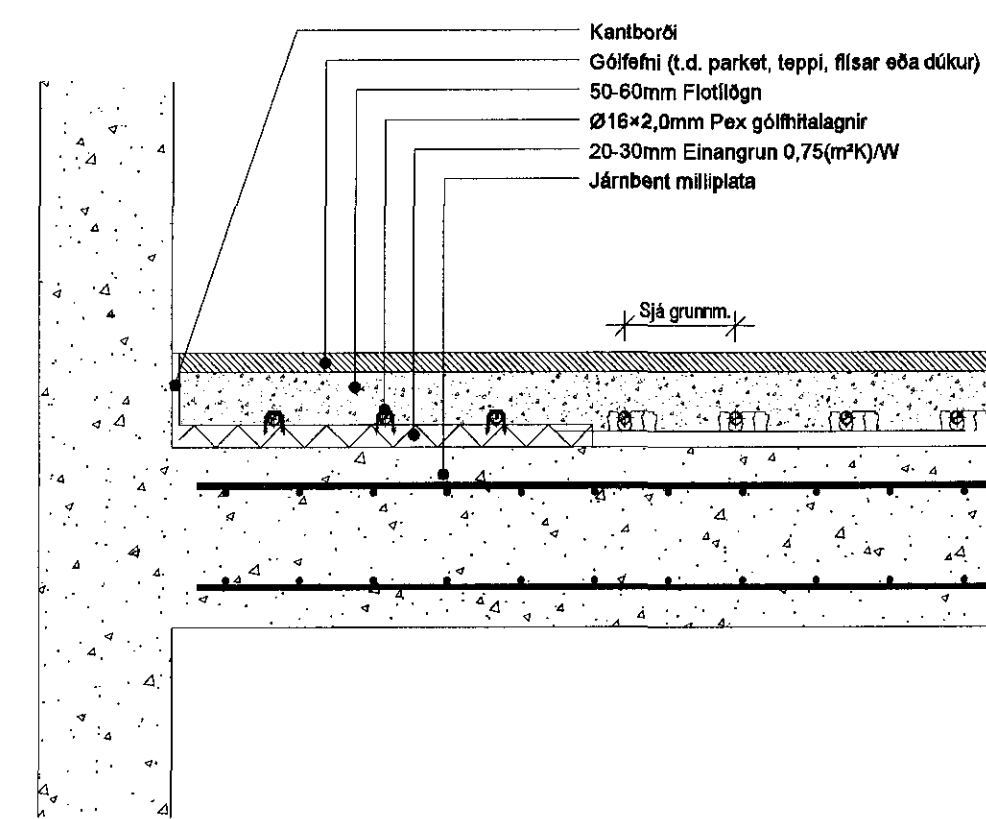 Kantborði
Gólfefni (t.d. parket, teppi, flísar eða dúkur)
50-60mm Flotílögn
Ø16×2,0mm Pex gólfhitalagnir
20-30mm Einangrun 0,75(m²K)/W
Járnbent milliplata
Sjá grunnm.